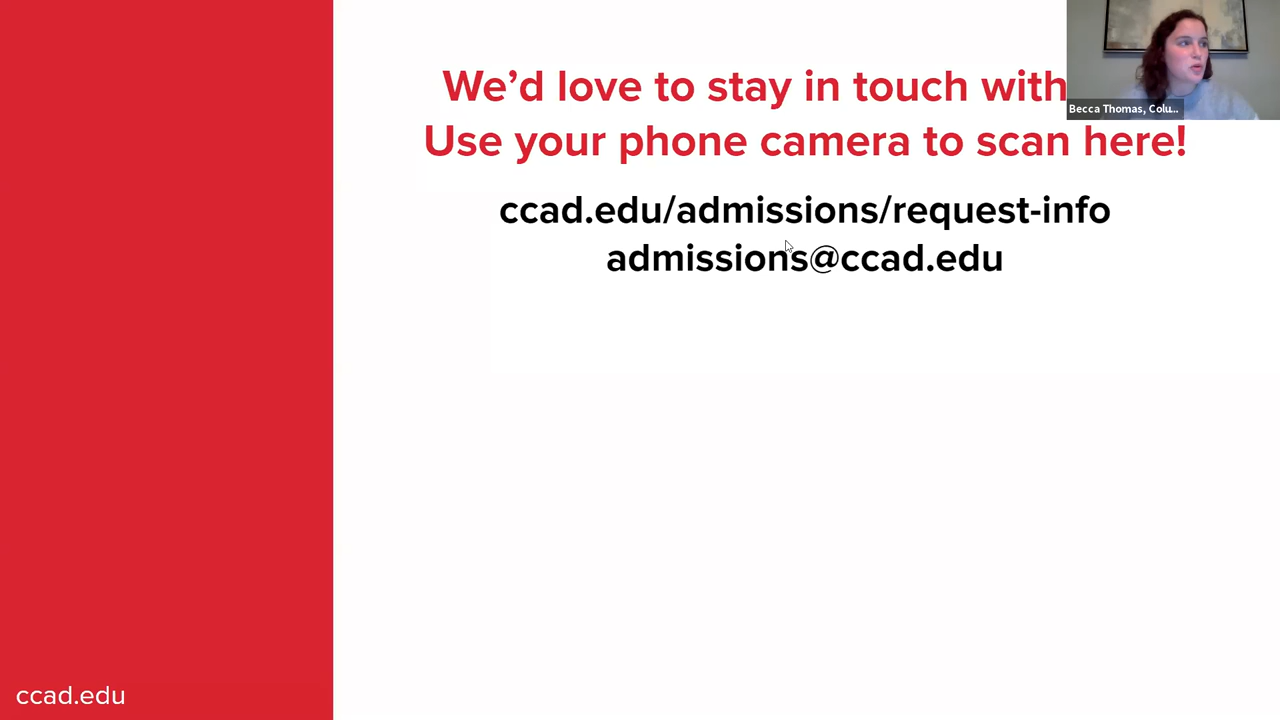 We'd love to stay in touch with
Use your phone camera to scan here!
ccad.edu/admissions/request-info
admissions@ccad.edu
Becca Thomas, Colu...
ccad.edu